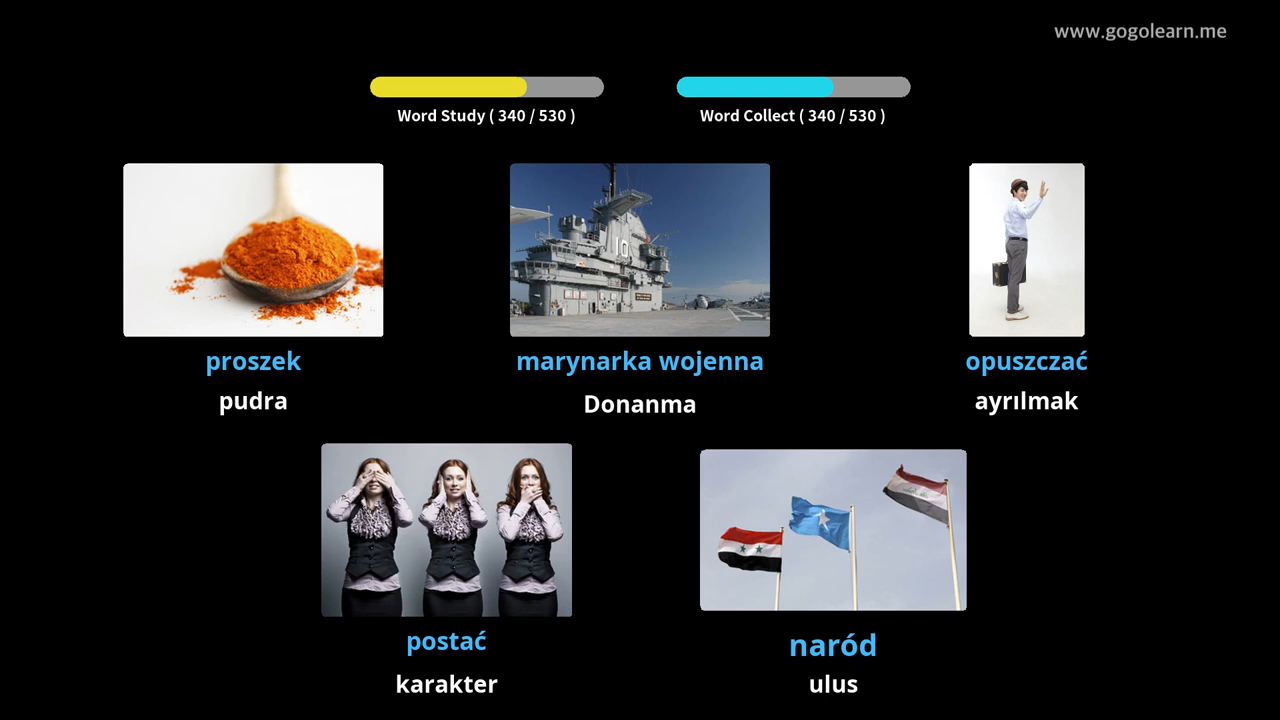 www.gogolearn.me
Word Study ( 340 / 530 )
Word Collect ( 340 / 530 )
10
proszek
marynarka wojenna
opuszczać
pudra
Donanma
ayrılmak
postać
naród
karakter
ulus